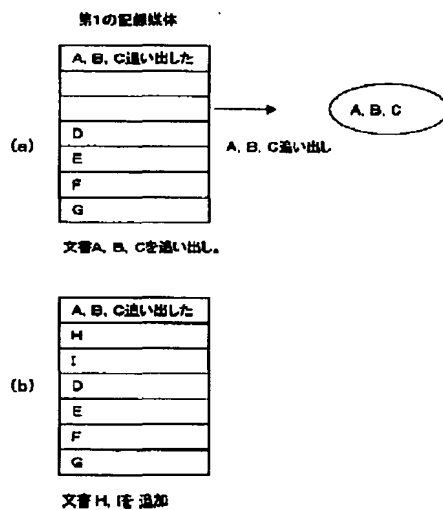 第1の記録媒体
A, B, C追い出した
D
E
F
G
(a)
A, B, C追い出し
A, B, C
文書A, B, Cを追い出し。
A, B, C追い出した
H
I
D
E
F
G
(b)
文書 H, Iを 追加